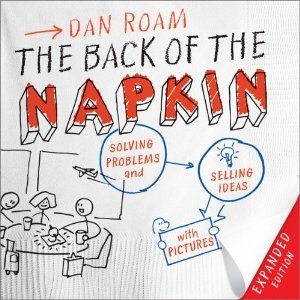 DAN ROAM
THE BACK OF THE
NAPKIN
SOLVING
PROBLEMS
and
SELLING
IDEAS
with
PICTURES
EXPANDED
EDITION